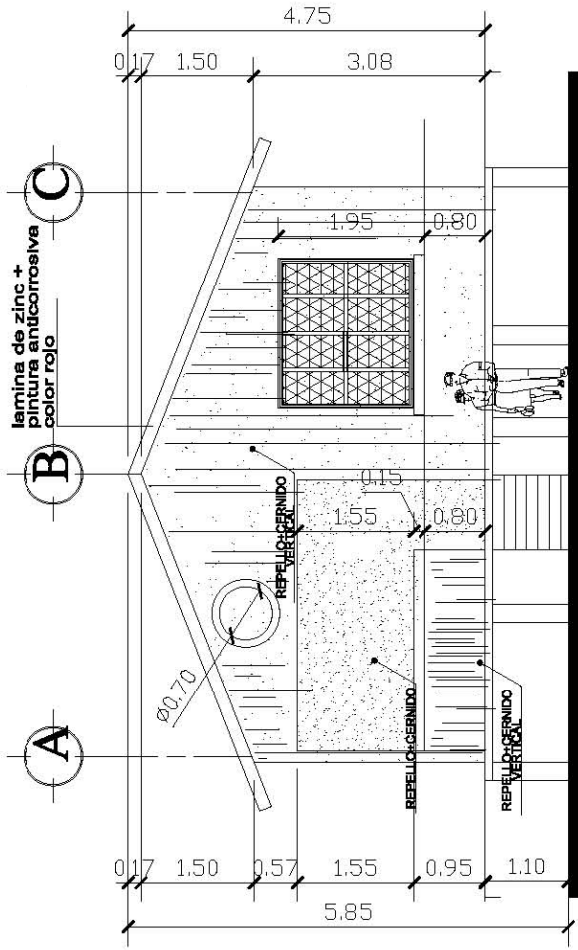 4.75
0.17
1.50
3.08
A
B
C
lamina de zinc +
pintura anticorrosiva
color rojo
1.95
0.80
Ø0.70
REPELLO+CERNIDO
VERTICAL
1.55
0.15
0.80
REPELLO+CERNIDO
REPELLO+CERNIDO
VERTICAL
0.17
1.50
0.57
1.55
0.95
1.10
5.85